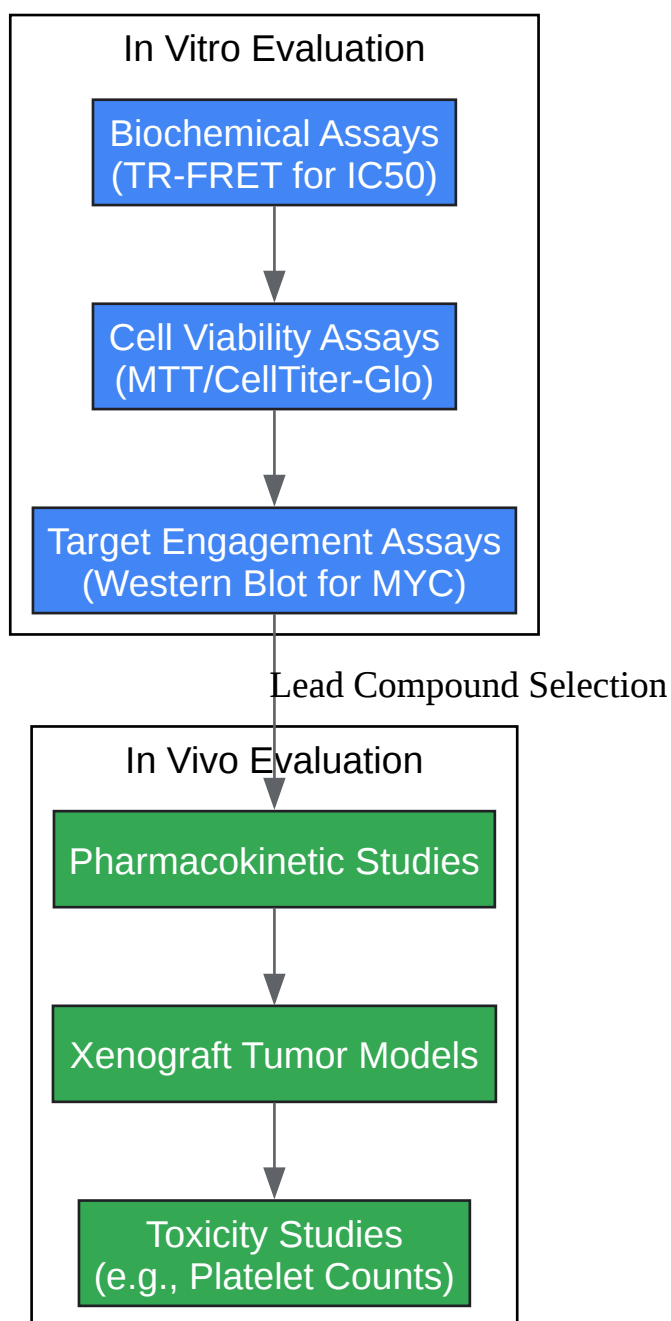 In Vitro Evaluation
Biochemical Assays
(TR-FRET for IC50)
Cell Viability Assays
(MTT/CellTiter-Glo)
Target Engagement Assays
(Western Blot for MYC)
Lead Compound Selection
In Vivo Evaluation
Pharmacokinetic Studies
Xenograft Tumor Models
Toxicity Studies
(e.g., Platelet Counts)